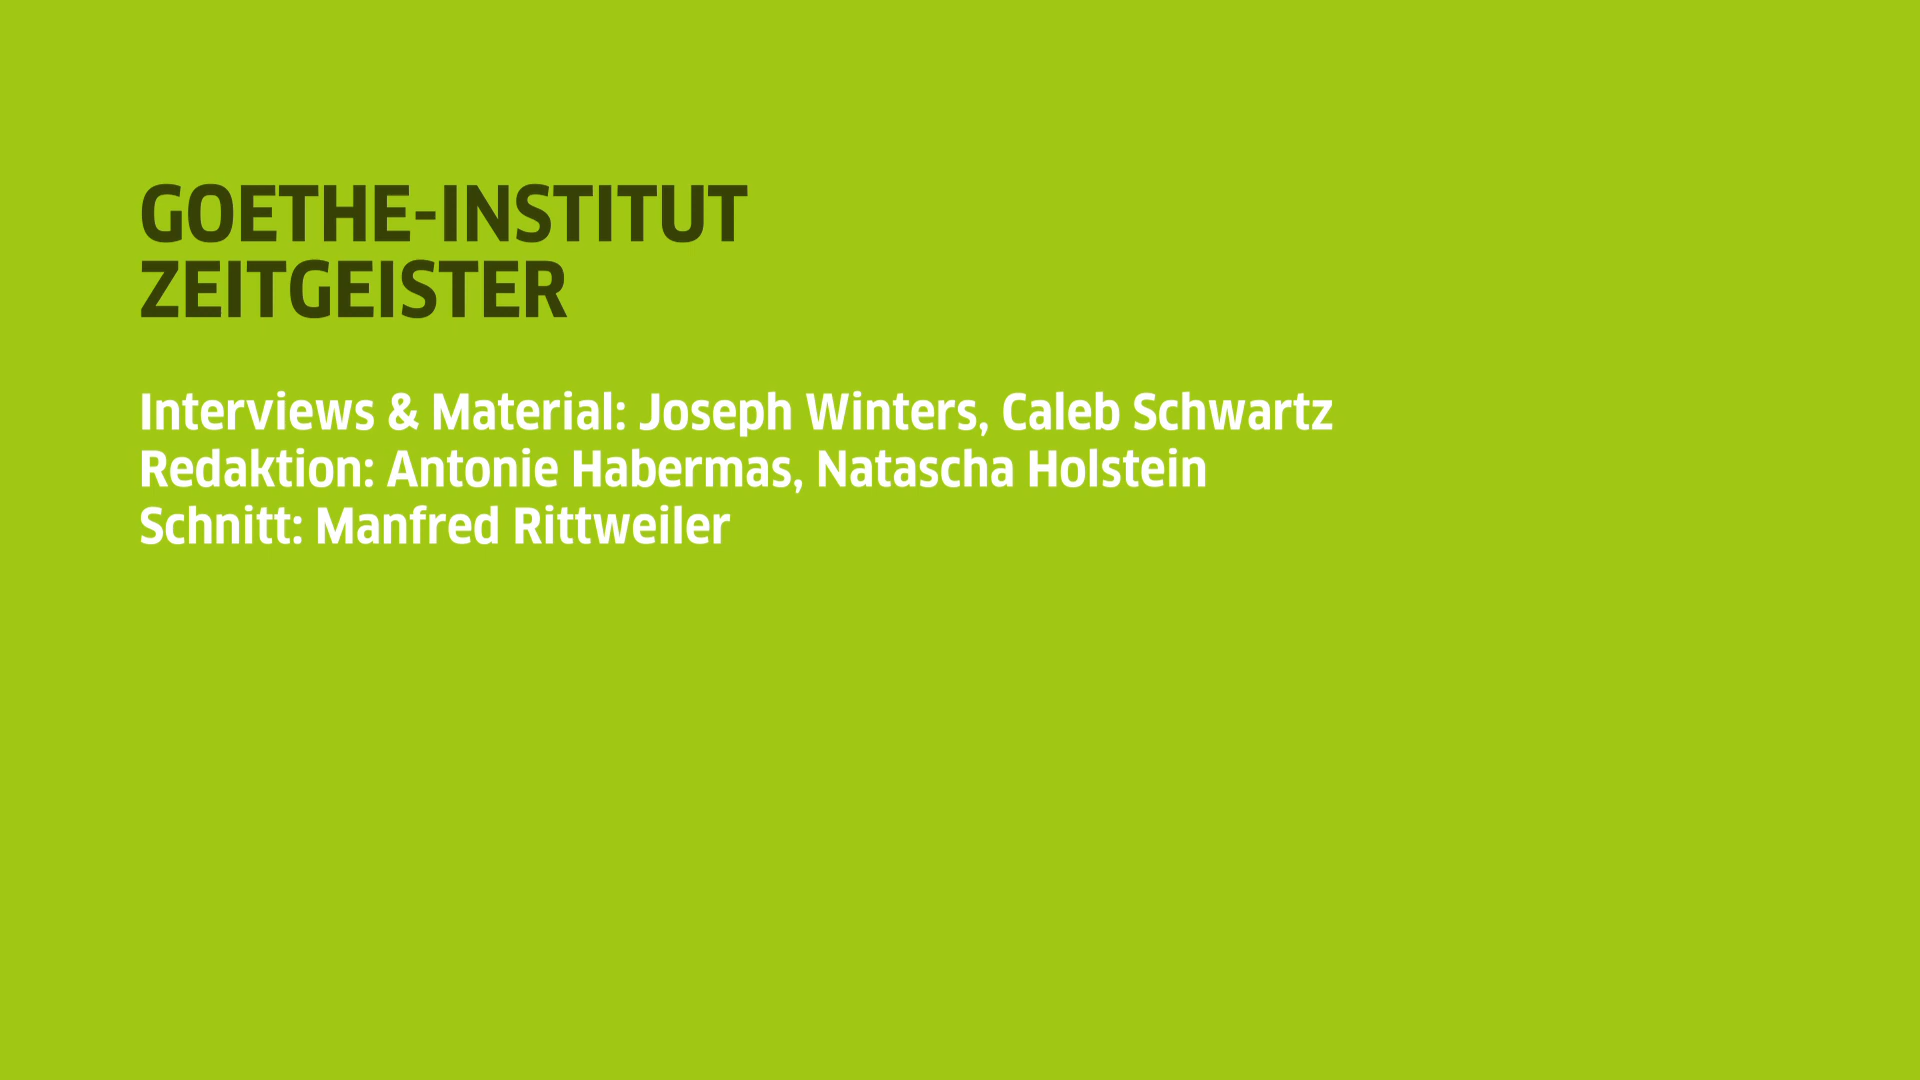 GOETHE-INSTITUT
ZEITGEISTER
Interviews & Material: Joseph Winters, Caleb Schwartz
Redaktion: Antonie Habermas, Natascha Holstein
Schnitt: Manfred Rittweiler